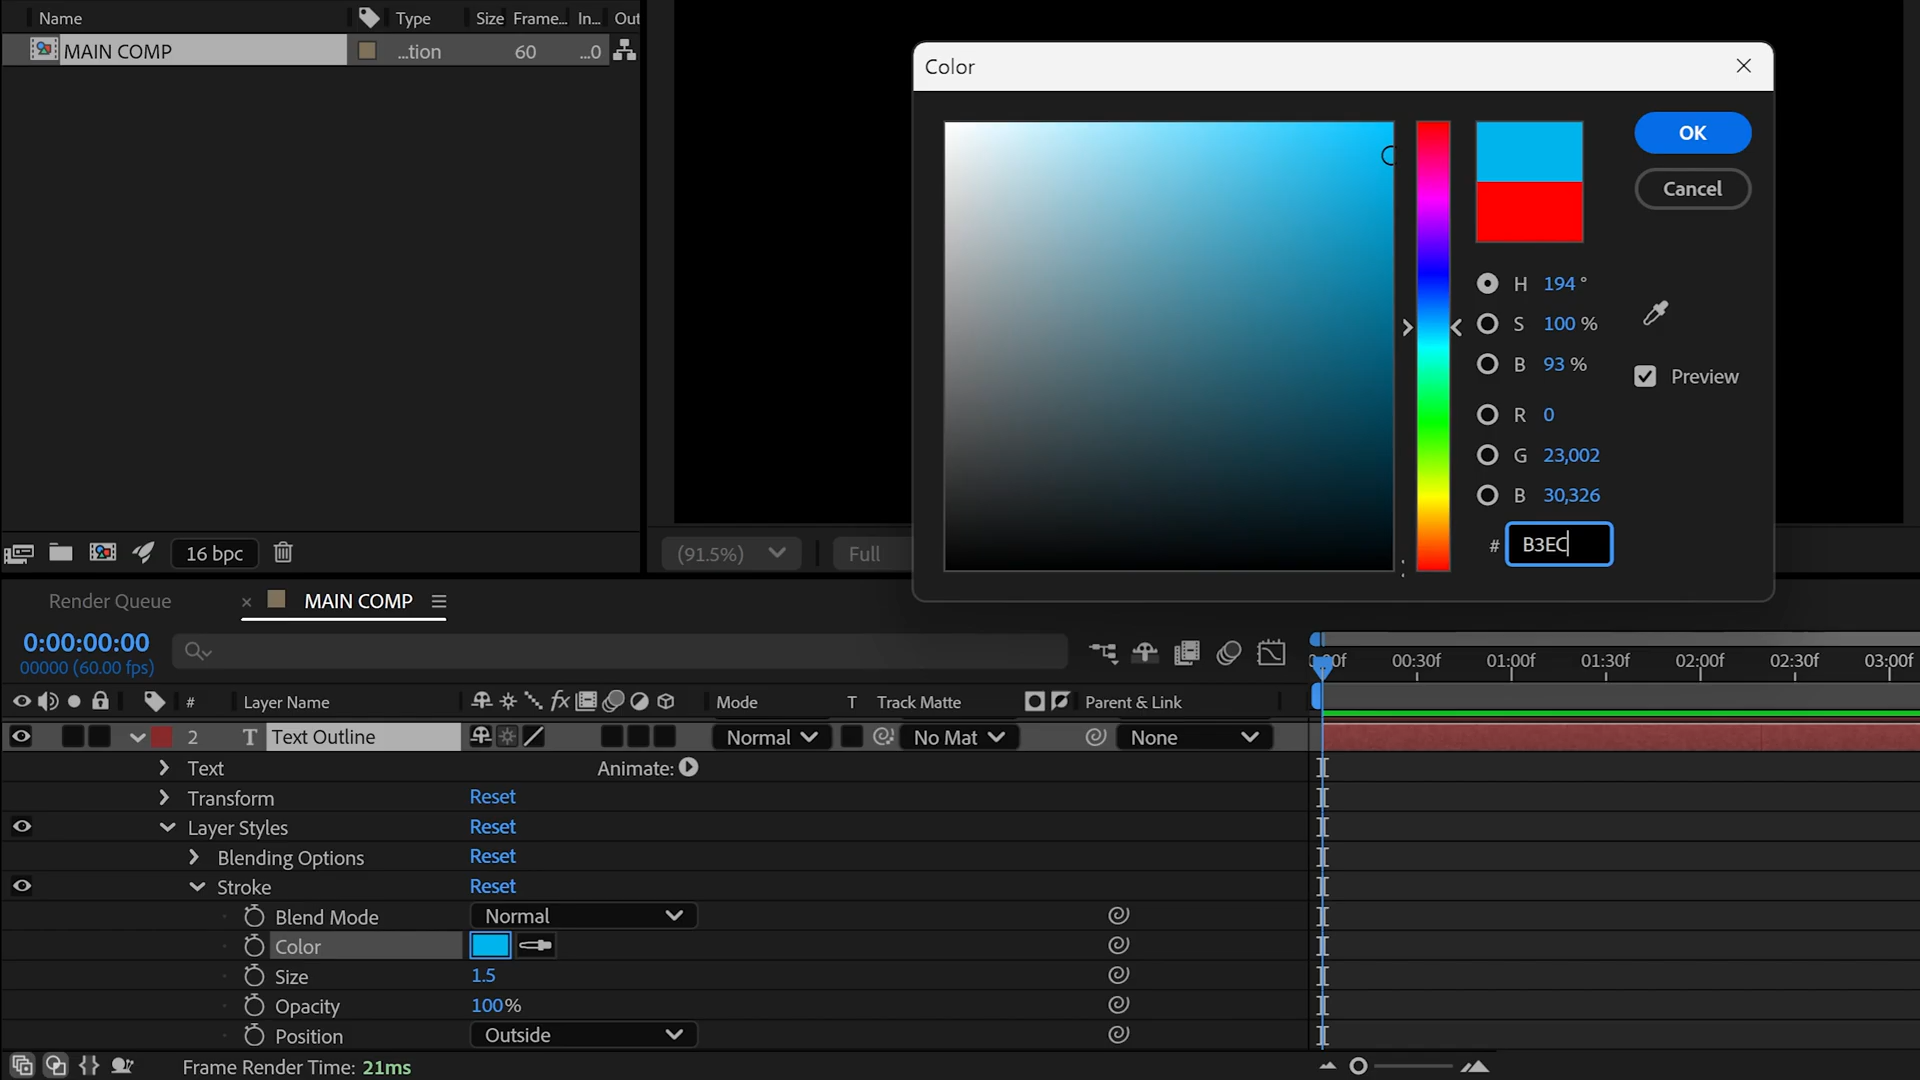 Name Type Size Frame... In... Out
MAIN COMP ...tion 60 ...0
Color
OK
Cancel
H 194 °
S 100 %
B 93 %
Preview
R 0
G 23,002
B 30,326
# B3EC
16 bpc (91.5%) Full
Render Queue × MAIN COMP
0:00:00:00
00000 (60.00 fps)
00f 00:30f 01:00f 01:30f 02:00f 02:30f 03:00f
# Layer Name fx Mode T Track Matte Parent & Link
2 T Text Outline Normal No Mat None
Text Animate:
Transform Reset
Layer Styles Reset
Blending Options Reset
Stroke Reset
Blend Mode Normal
Color
Size 1.5
Opacity 100%
Position Outside
Frame Render Time: 21ms